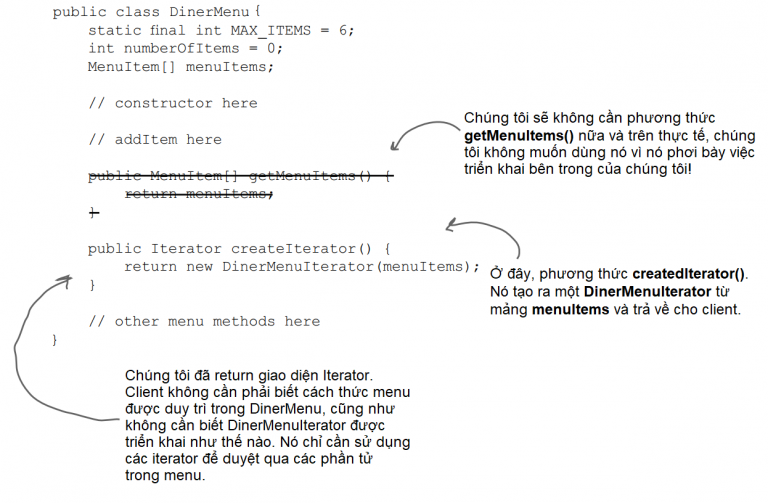 public class DinerMenu {
static final int MAX_ITEMS = 6;
int numberOfItems = 0;
MenuItem[] menuItems;
// constructor here
// addItem here
public MenuItem[] getMenuItems() {
return menuItems;
}
public Iterator createIterator() {
return new DinerMenuIterator(menuItems);
}
// other menu methods here
}
Chúng tôi sẽ không cần phương thức
getMenuItems() nữa và trên thực tế, chúng
tôi không muốn dùng nó vì nó phơi bày việc
triển khai bên trong của chúng tôi!
Ở đây, phương thức createdIterator().
Nó tạo ra một DinerMenuIterator từ
mảng menuItems và trả về cho client.
Chúng tôi đã return giao diện Iterator.
Client không cần phải biết cách thức menu
được duy trì trong DinerMenu, cũng như
không cần biết DinerMenuIterator được
triển khai như thế nào. Nó chỉ cần sử dụng
các iterator để duyệt qua các phần tử
trong menu.